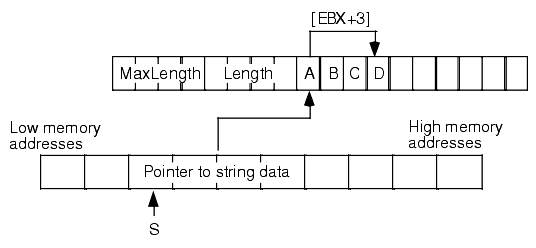 [EBX+3]
MaxLength Length A B C D
Low memory
addresses
High memory
addresses
Pointer to string data
S